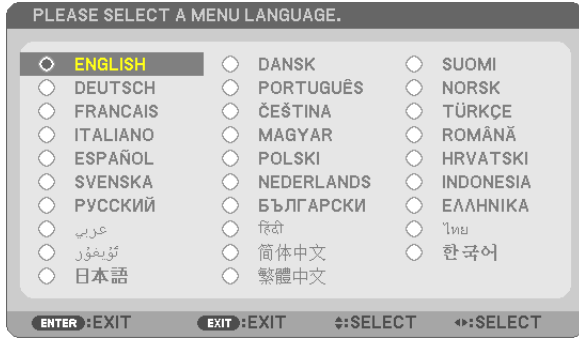 PLEASE SELECT A MENU LANGUAGE.
ENGLISH DANSK SUOMI
DEUTSCH PORTUGUÊS NORSK
FRANCAIS ČEŠTINA TÜRKÇE
ITALIANO MAGYAR ROMÂNĂ
ESPAÑOL POLSKI HRVATSKI
SVENSKA NEDERLANDS INDONESIA
РУССКИЙ БЪЛГАРСКИ ΕΛΛΗΝΙΚΑ
عربي हिंदी ไทย
ئۇيغۇر 简体中文 한국어
日本語 繁體中文
ENTER:EXIT EXIT:EXIT :SELECT :SELECT